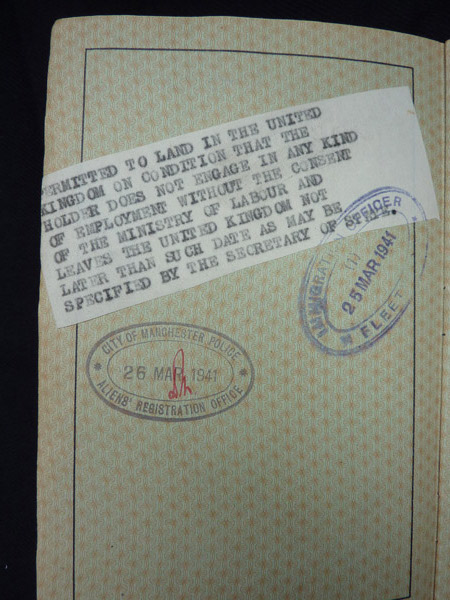 ERMITTED TO LAND IN THE UNITED
KINGDOM ON CONDITION THAT THE
HOLDER DOES NOT ENGAGE IN ANY KIND
OF EMPLOYMENT WITHOUT THE CONSENT
OF THE MINISTRY OF LABOUR AND
LEAVES THE UNITED KINGDOM NOT
LATER THAN SUCH DATE AS MAY BE
SPECIFIED BY THE SECRETARY OF STATE.
IMMIGRATION OFFICER
25 MAR 1941
FLEET
CITY OF MANCHESTER POLICE
26 MAR 1941
ALIENS' REGISTRATION OFFICE